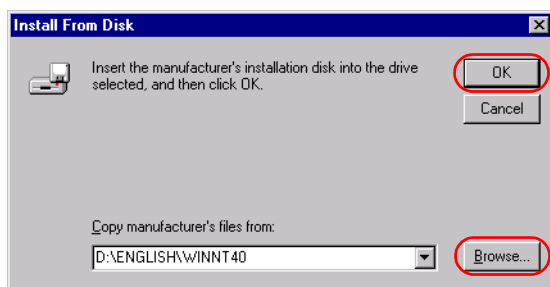 Install From Disk
Insert the manufacturer's installation disk into the drive
selected, and then click OK.
OK
Cancel
Copy manufacturer's files from:
D:\ENGLISH\WINNT40
Browse...